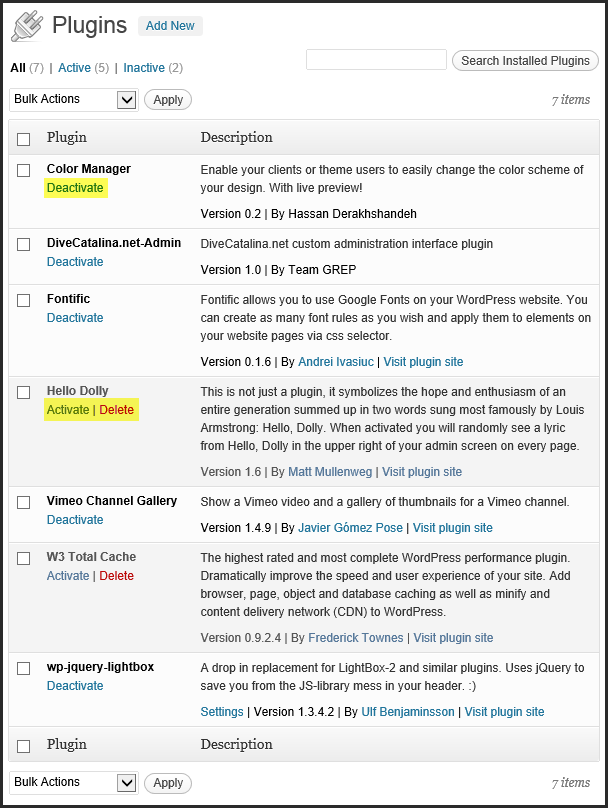 Plugins Add New
All (7) | Active (5) | Inactive (2)
Search Installed Plugins
Bulk Actions Apply 7 items
Plugin Description
Color Manager
Deactivate
Enable your clients or theme users to easily change the color scheme of
your design. With live preview!
Version 0.2 | By Hassan Derakhshandeh
DiveCatalina.net-Admin
Deactivate
DiveCatalina.net custom administration interface plugin
Version 1.0 | By Team GREP
Fontific
Deactivate
Fontific allows you to use Google Fonts on your WordPress website. You
can create as many font rules as you wish and apply them to elements on
your website pages via css selector.
Version 0.1.6 | By Andrei Ivasiuc | Visit plugin site
Hello Dolly
Activate | Delete
This is not just a plugin, it symbolizes the hope and enthusiasm of an
entire generation summed up in two words sung most famously by Louis
Armstrong: Hello, Dolly. When activated you will randomly see a lyric
from Hello, Dolly in the upper right of your admin screen on every page.
Version 1.6 | By Matt Mullenweg | Visit plugin site
Vimeo Channel Gallery
Deactivate
Show a Vimeo video and a gallery of thumbnails for a Vimeo channel.
Version 1.4.9 | By Javier Gómez Pose | Visit plugin site
W3 Total Cache
Activate | Delete
The highest rated and most complete WordPress performance plugin.
Dramatically improve the speed and user experience of your site. Add
browser, page, object and database caching as well as minify and
content delivery network (CDN) to WordPress.
Version 0.9.2.4 | By Frederick Townes | Visit plugin site
wp-jquery-lightbox
Deactivate
A drop in replacement for LightBox-2 and similar plugins. Uses jQuery to
save you from the JS-library mess in your header. :)
Settings | Version 1.3.4.2 | By Ulf Benjaminsson | Visit plugin site
Plugin Description
Bulk Actions Apply 7 items